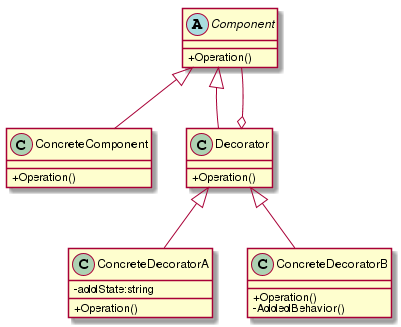 A Component
+Operation()
C ConcreteComponent
+Operation()
C Decorator
+Operation()
C ConcreteDecoratorA
-addState:string
+Operation()
C ConcreteDecoratorB
+Operation()
-AddedBehavior()